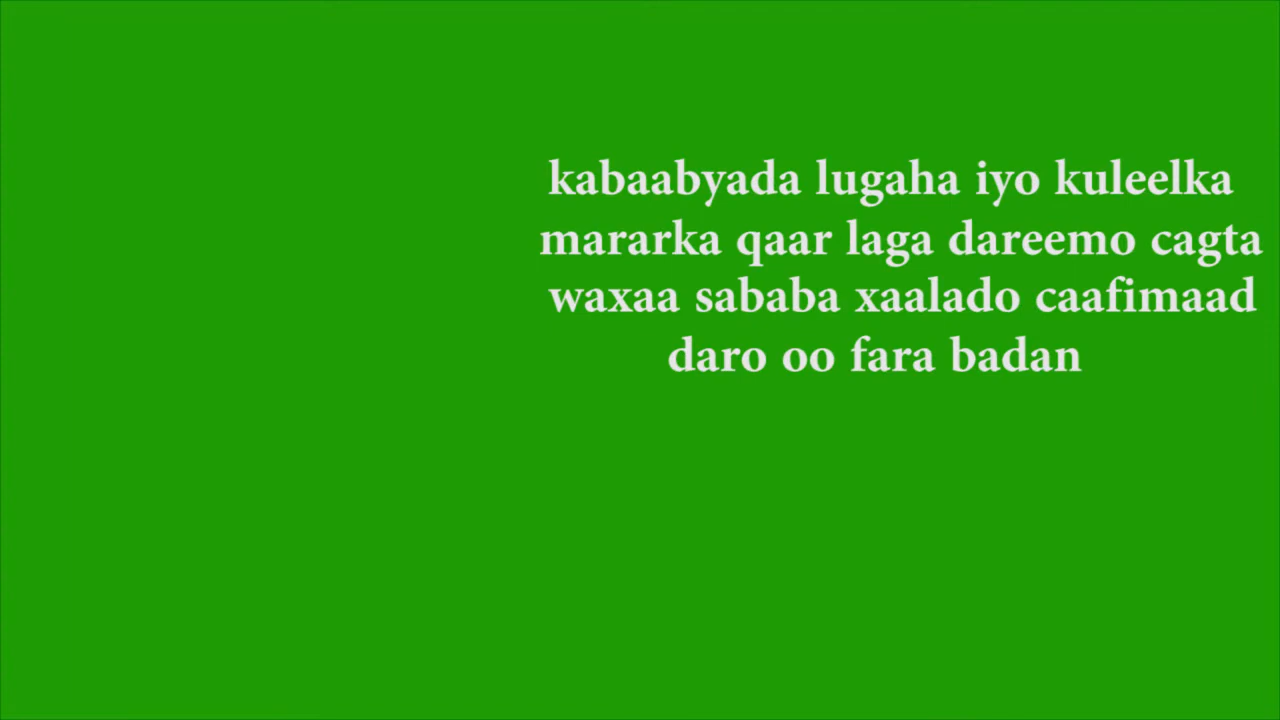 kabaabyada lugaha iyo kuleelka
mararka qaar laga dareemo cagta
waxaa sababa xaalado caafimaad
daro oo fara badan